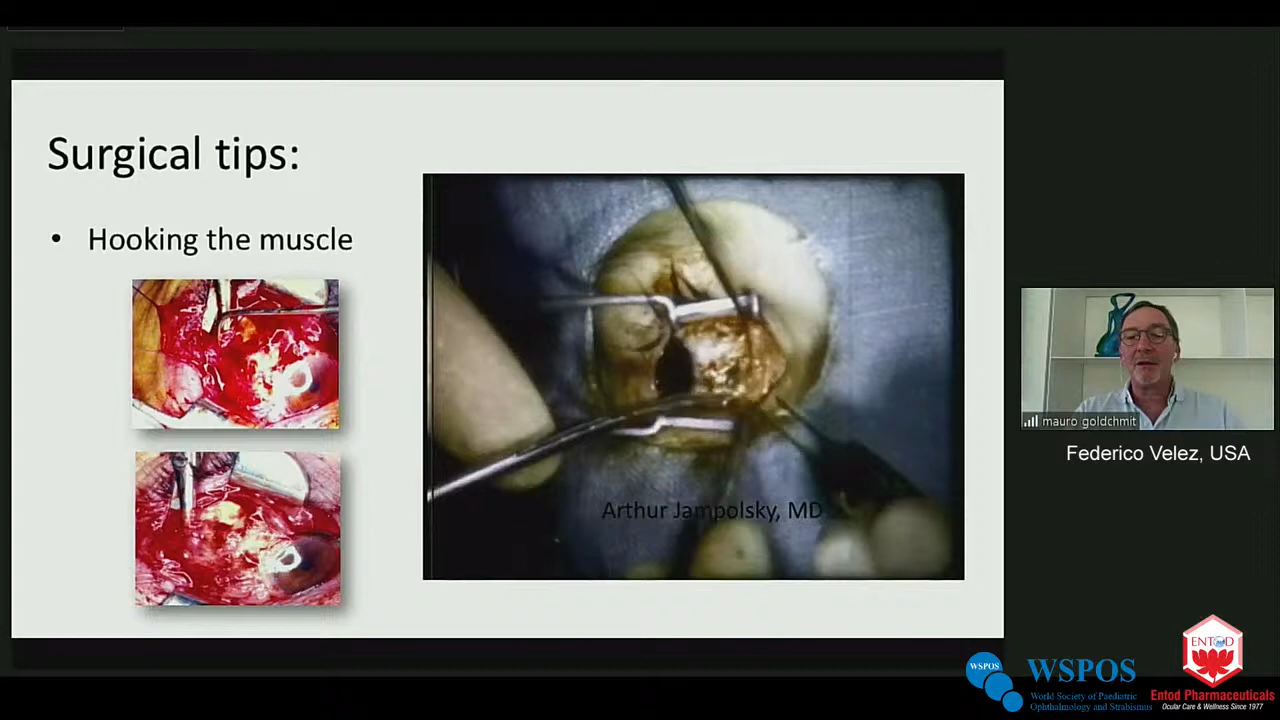 Surgical tips:
• Hooking the muscle
Arthur Jampolsky, MD
mauro goldchmit
Federico Velez, USA
WSPOS
WSPOS
World Society of Paediatric
Ophthalmology and Strabismus
ENTOD
Entod Pharmaceuticals
Ocular Care & Wellness Since 1977